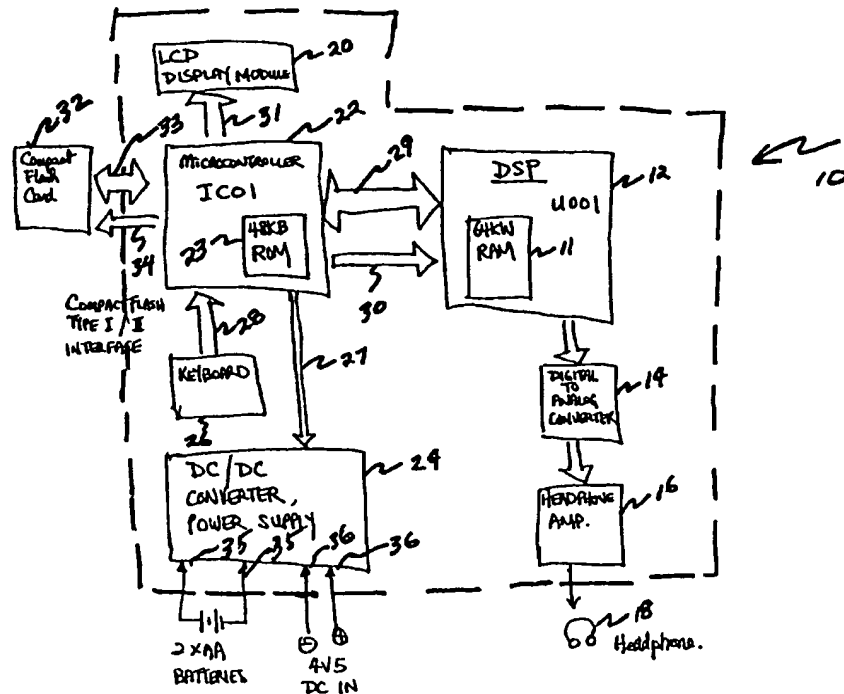 LCD
DISPLAY MODULE
20
32
33
31
22
MICROCONTROLLER
IC01
29
DSP
U001
12
10
Compact
Flash
Card
34
23
48KB
ROM
64KW
RAM
11
30
COMPACT FLASH
TYPE I / II
INTERFACE
28
27
KEYBOARD
26
DIGITAL
TO
ANALOG
CONVERTER
14
DC/DC
CONVERTER,
POWER SUPPLY
24
35
35
36
36
HEADPHONE
AMP.
16
2 XAA
BATTERIES
⊖
⊕
4V5
DC IN
18
Headphone.